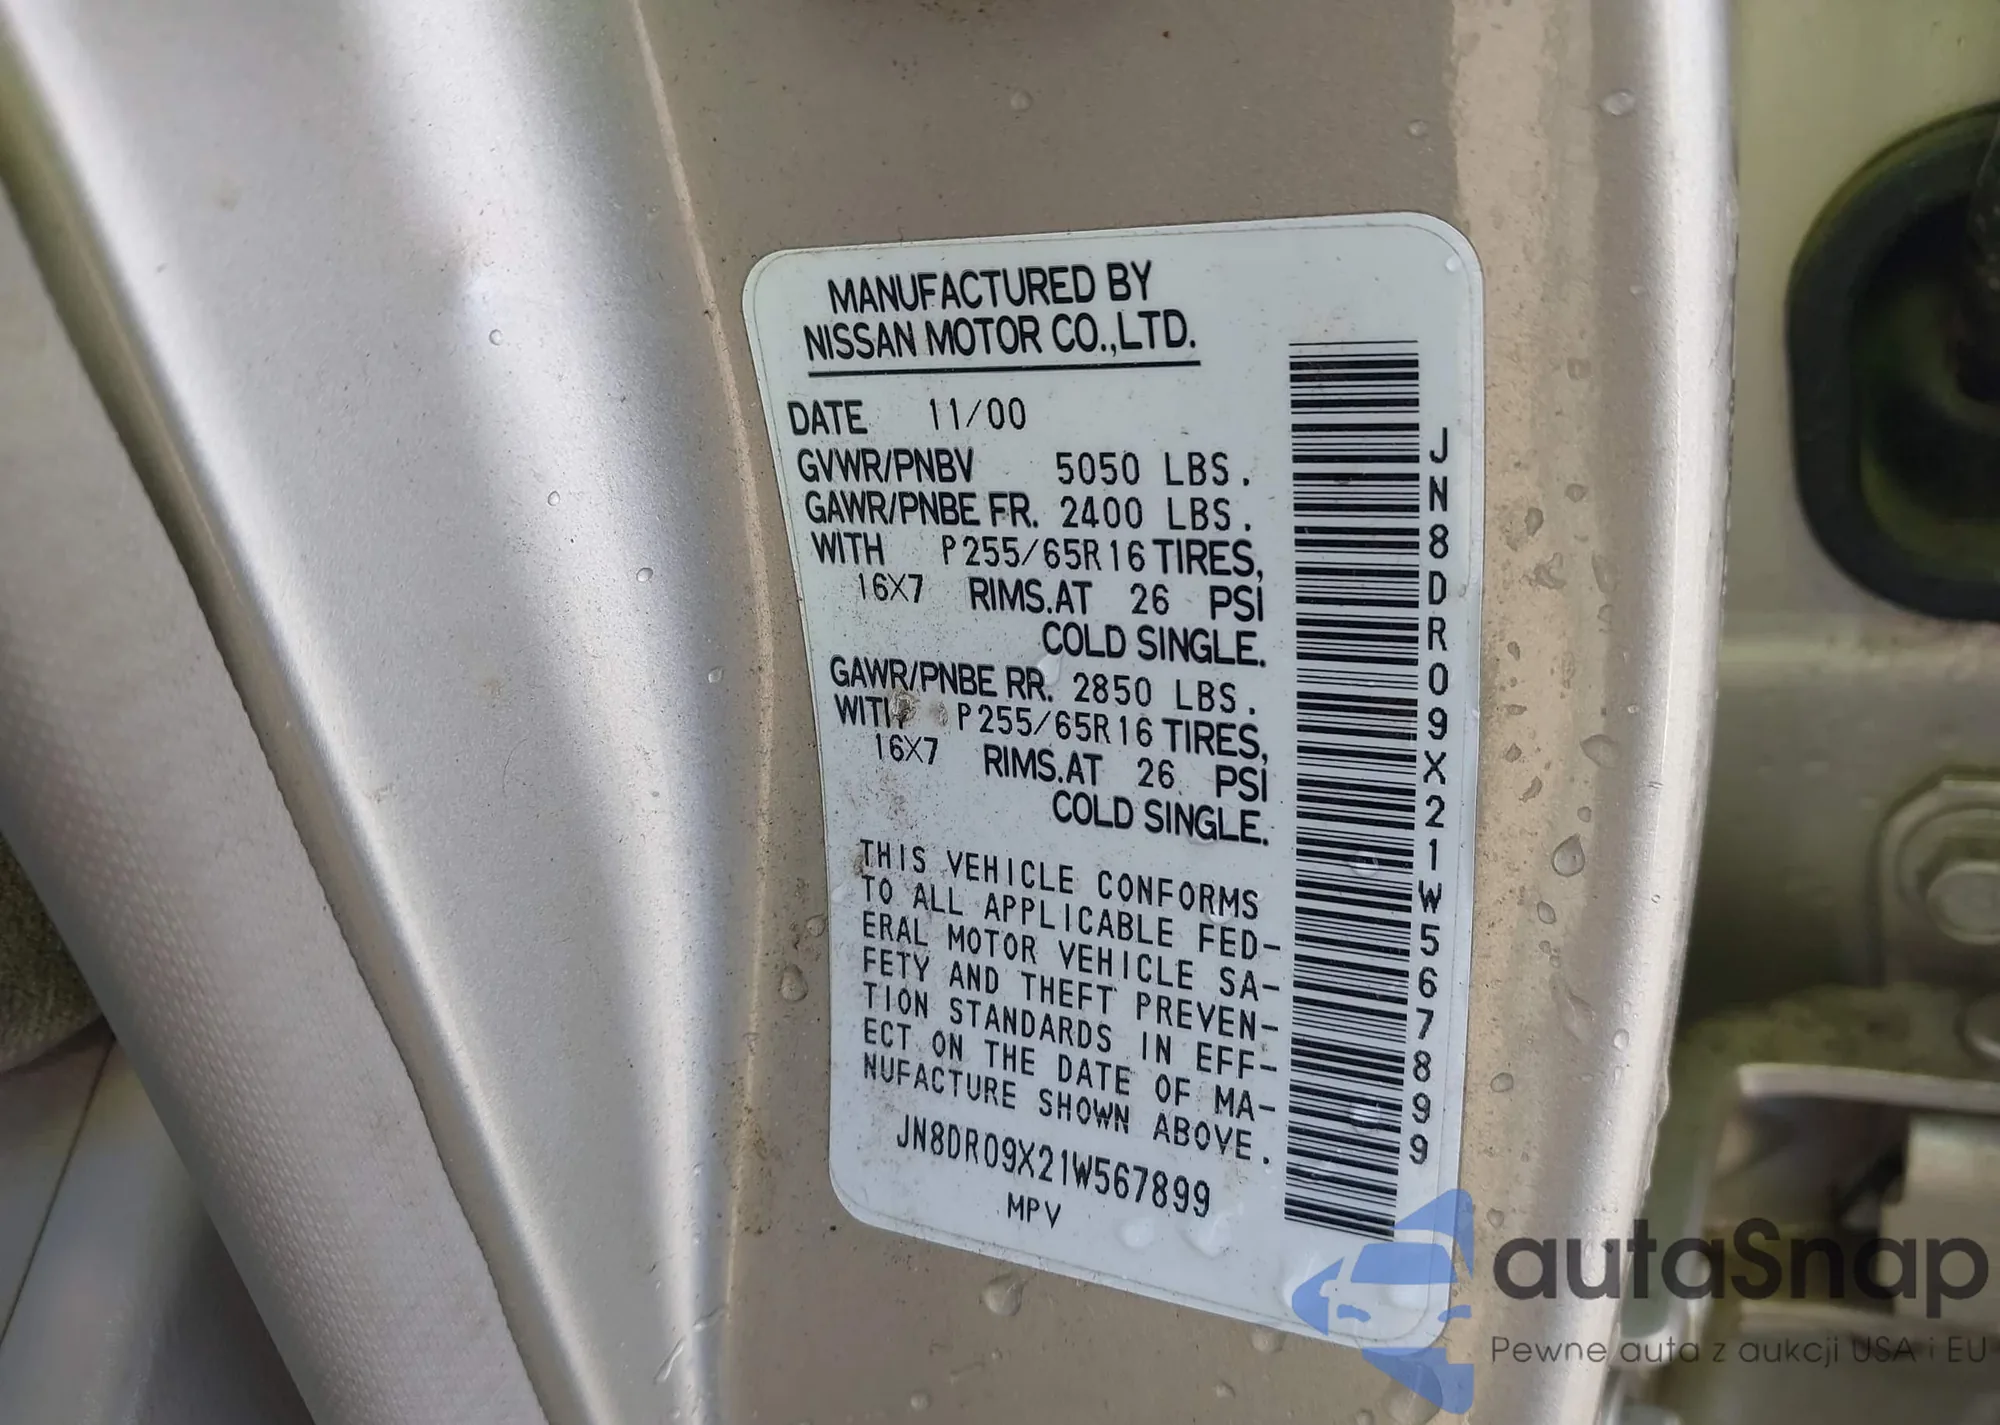 MANUFACTURED BY
NISSAN MOTOR CO.,LTD.
DATE 11/00
GVWR/PNBV 5050 LBS.
GAWR/PNBE FR. 2400 LBS.
WITH P255/65R16 TIRES,
16X7 RIMS.AT 26 PSI
COLD SINGLE.
GAWR/PNBE RR. 2850 LBS.
WITH P255/65R16 TIRES,
16X7 RIMS.AT 26 PSI
COLD SINGLE.
THIS VEHICLE CONFORMS
TO ALL APPLICABLE FED-
ERAL MOTOR VEHICLE SA-
FETY AND THEFT PREVEN-
TION STANDARDS IN EFF-
ECT ON THE DATE OF MA-
NUFACTURE SHOWN ABOVE.
JN8DR09X21W567899
MPV
JN8DR09X21W567899
autaSnap
Pewne auta z aukcji USA i EU